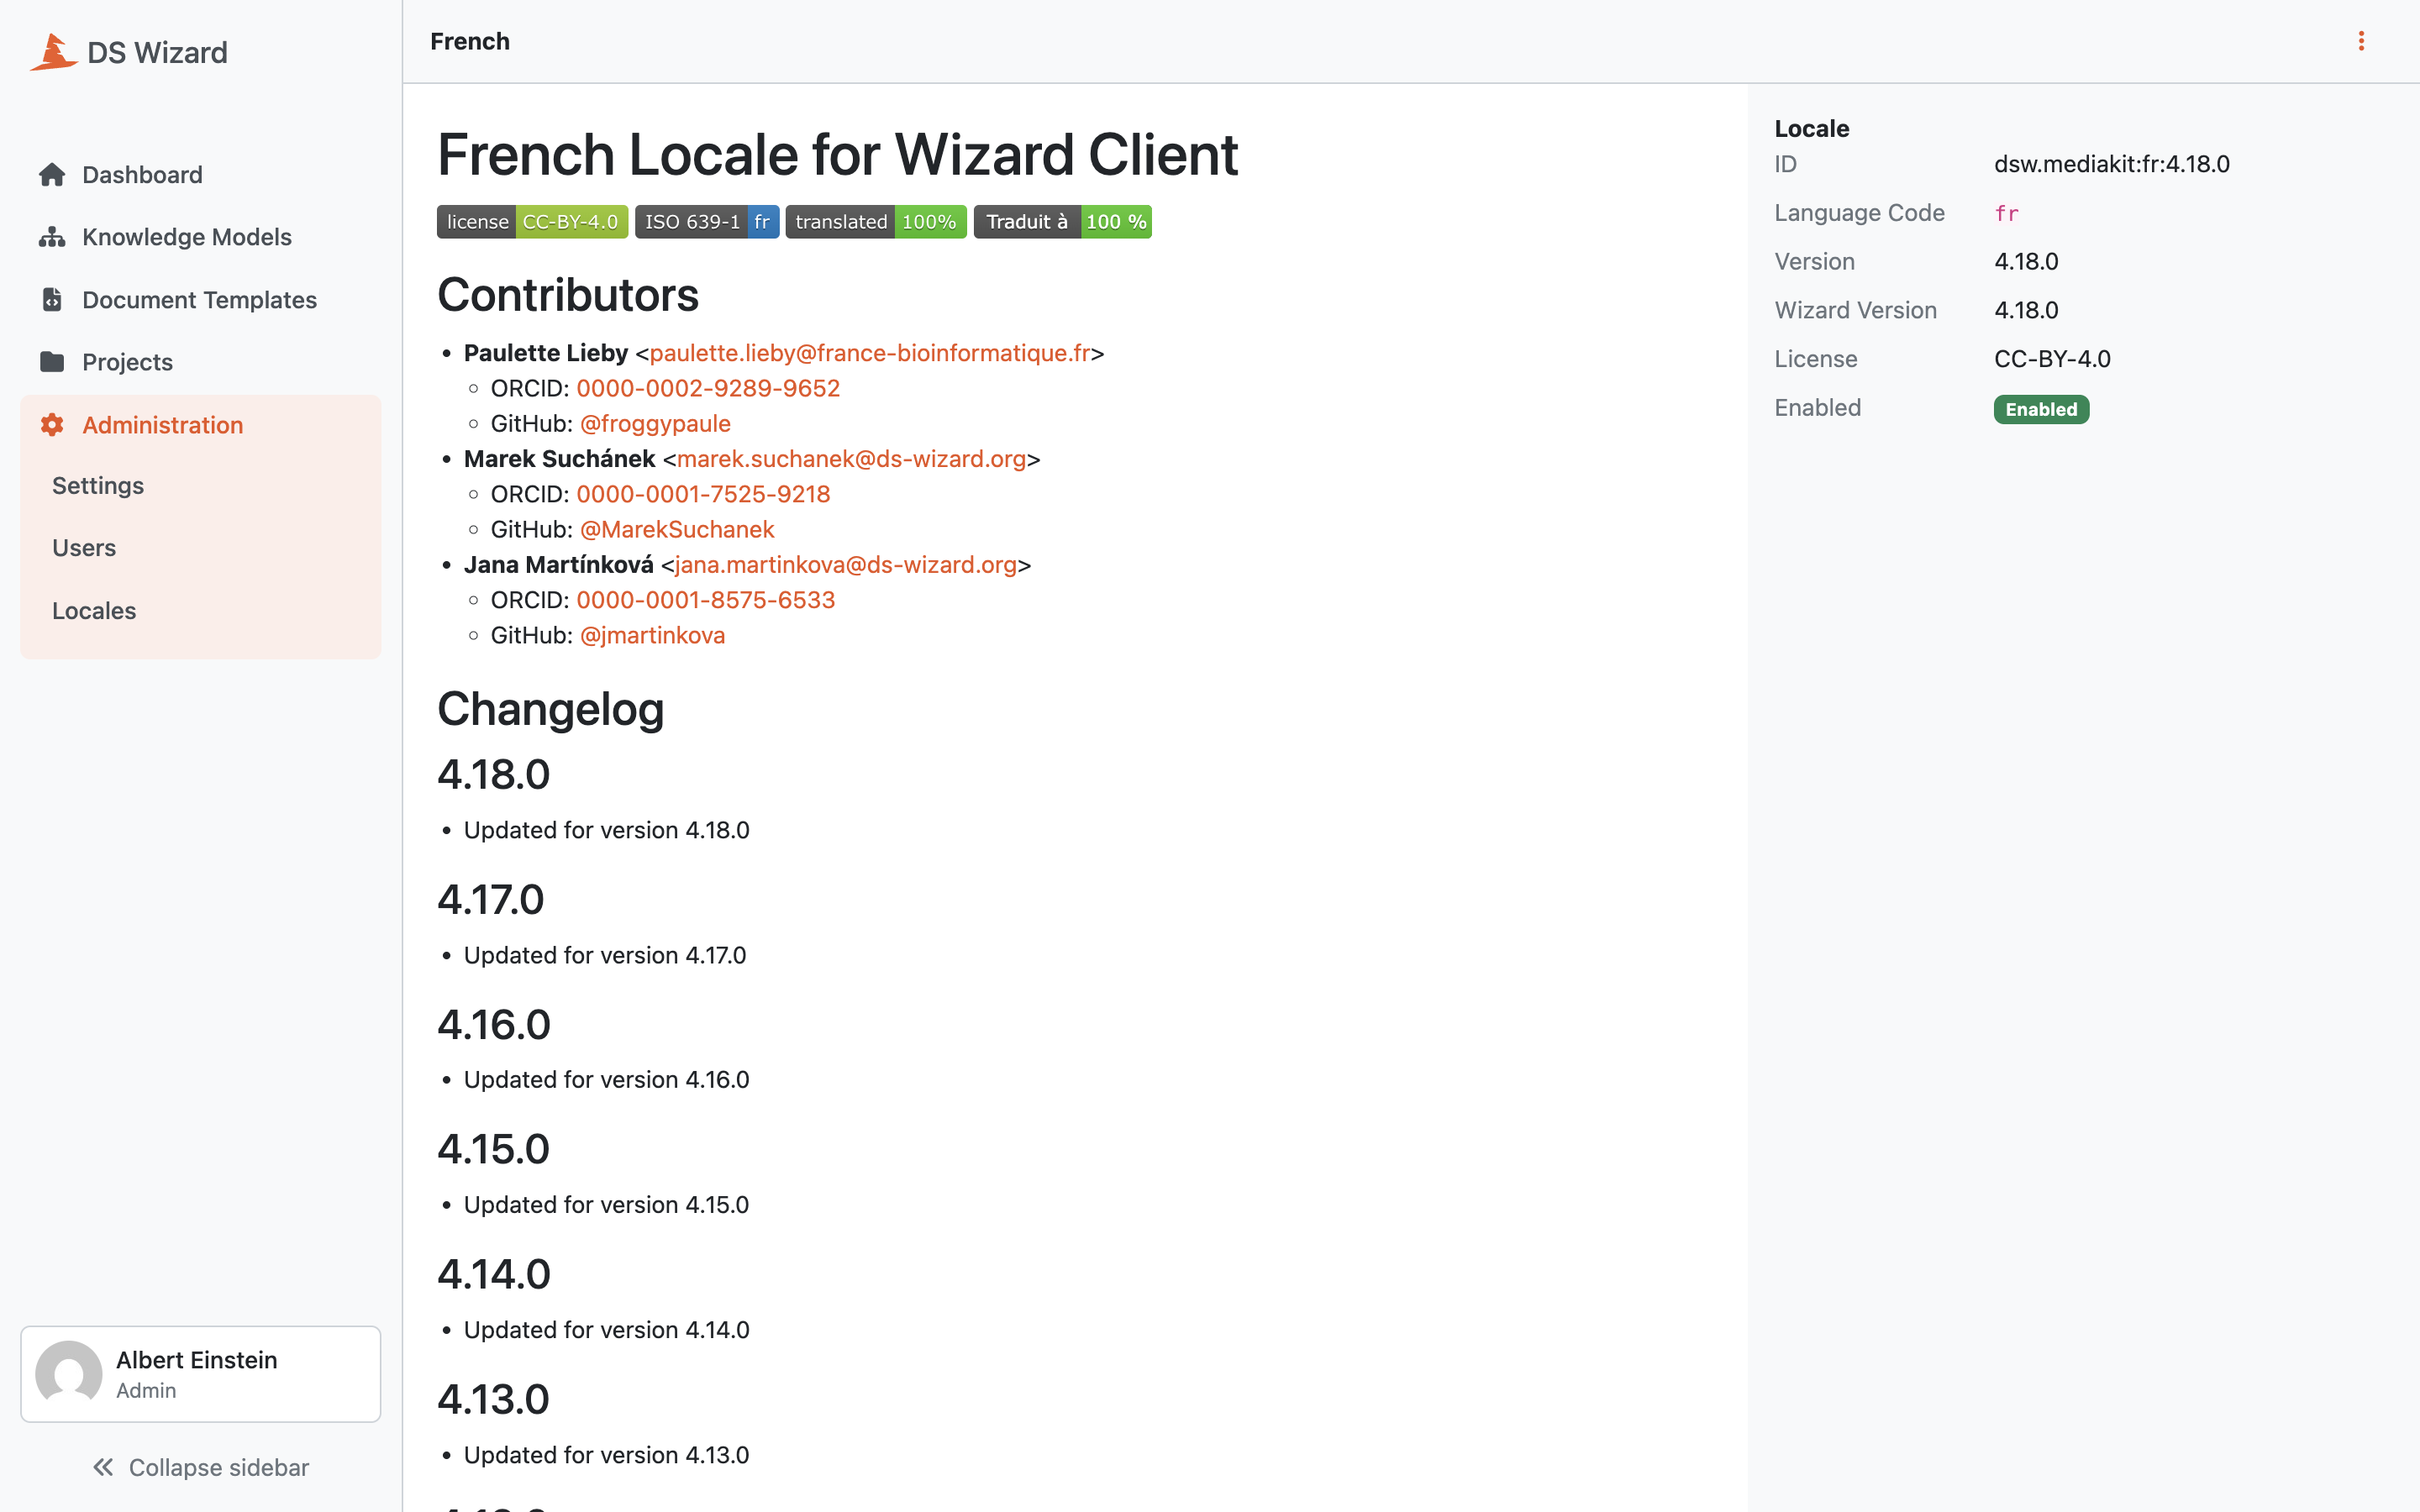 DS Wizard
Dashboard
Knowledge Models
Document Templates
Projects
Administration
Settings
Users
Locales
Albert Einstein
Admin
Collapse sidebar
French
French Locale for Wizard Client
license CC-BY-4.0 ISO 639-1 fr translated 100% Traduit à 100 %
Contributors
Paulette Lieby <paulette.lieby@france-bioinformatique.fr>
ORCID: 0000-0002-9289-9652
GitHub: @froggypaule
Marek Suchánek <marek.suchanek@ds-wizard.org>
ORCID: 0000-0001-7525-9218
GitHub: @MarekSuchanek
Jana Martínková <jana.martinkova@ds-wizard.org>
ORCID: 0000-0001-8575-6533
GitHub: @jmartinkova
Changelog
4.18.0
Updated for version 4.18.0
4.17.0
Updated for version 4.17.0
4.16.0
Updated for version 4.16.0
4.15.0
Updated for version 4.15.0
4.14.0
Updated for version 4.14.0
4.13.0
Updated for version 4.13.0
Locale
ID dsw.mediakit:fr:4.18.0
Language Code fr
Version 4.18.0
Wizard Version 4.18.0
License CC-BY-4.0
Enabled Enabled